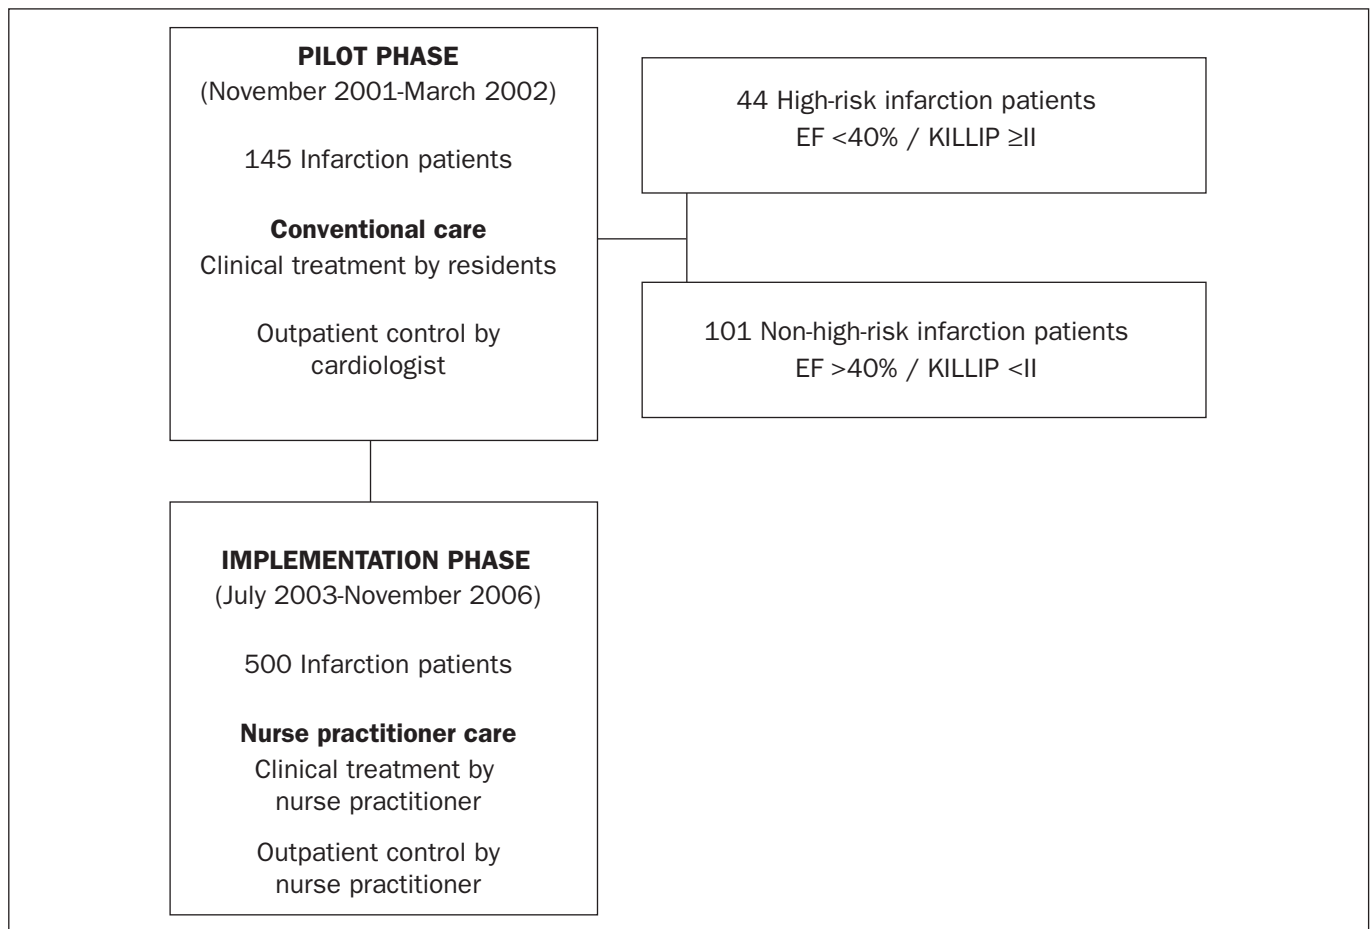 PILOT PHASE
(November 2001-March 2002)
145 Infarction patients
Conventional care
Clinical treatment by residents
Outpatient control by
cardiologist
44 High-risk infarction patients
EF <40% / KILLIP ≥II
101 Non-high-risk infarction patients
EF >40% / KILLIP <II
IMPLEMENTATION PHASE
(July 2003-November 2006)
500 Infarction patients
Nurse practitioner care
Clinical treatment by
nurse practitioner
Outpatient control by
nurse practitioner